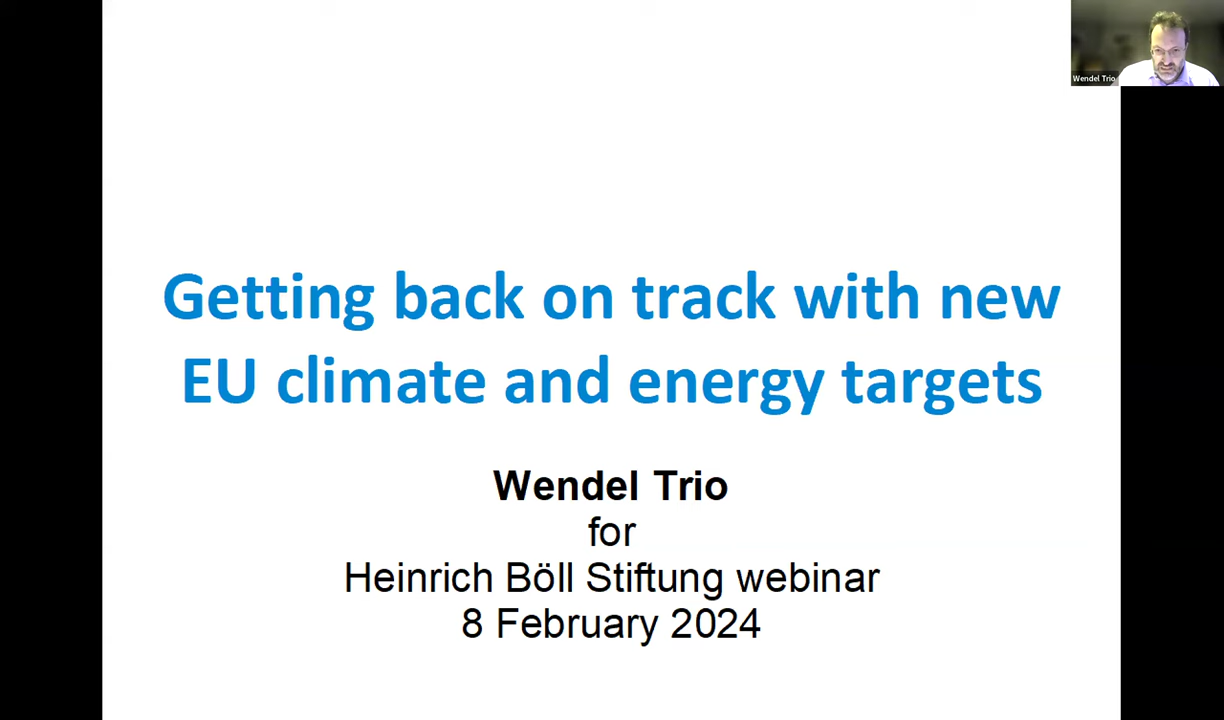 Wendel Trio
Getting back on track with new
EU climate and energy targets
Wendel Trio
for
Heinrich Böll Stiftung webinar
8 February 2024